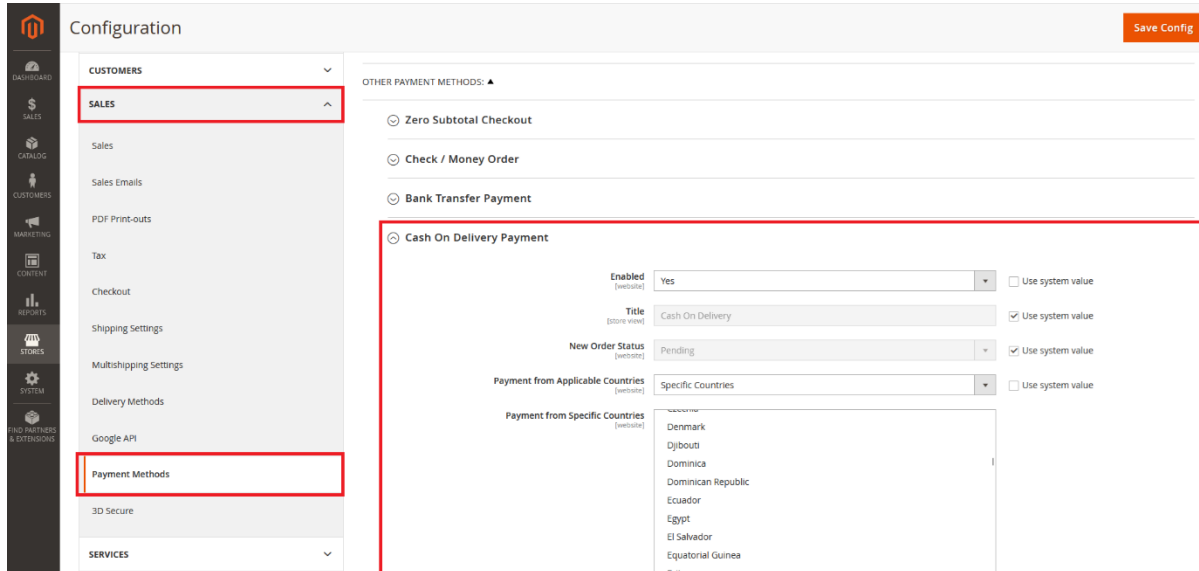 Configuration
Save Config
DASHBOARD
SALES
CATALOG
CUSTOMERS
MARKETING
CONTENT
REPORTS
STORES
SYSTEM
FIND PARTNERS
& EXTENSIONS
CUSTOMERS
SALES
Sales
Sales Emails
PDF Print-outs
Tax
Checkout
Shipping Settings
Multishipping Settings
Delivery Methods
Google API
Payment Methods
3D Secure
SERVICES
OTHER PAYMENT METHODS:
Zero Subtotal Checkout
Check / Money Order
Bank Transfer Payment
Cash On Delivery Payment
Enabled
[website]
Yes
Use system value
Title
[store view]
Cash On Delivery
Use system value
New Order Status
[website]
Pending
Use system value
Payment from Applicable Countries
[website]
Specific Countries
Use system value
Payment from Specific Countries
[website]
Denmark
Djibouti
Dominica
Dominican Republic
Ecuador
Egypt
El Salvador
Equatorial Guinea